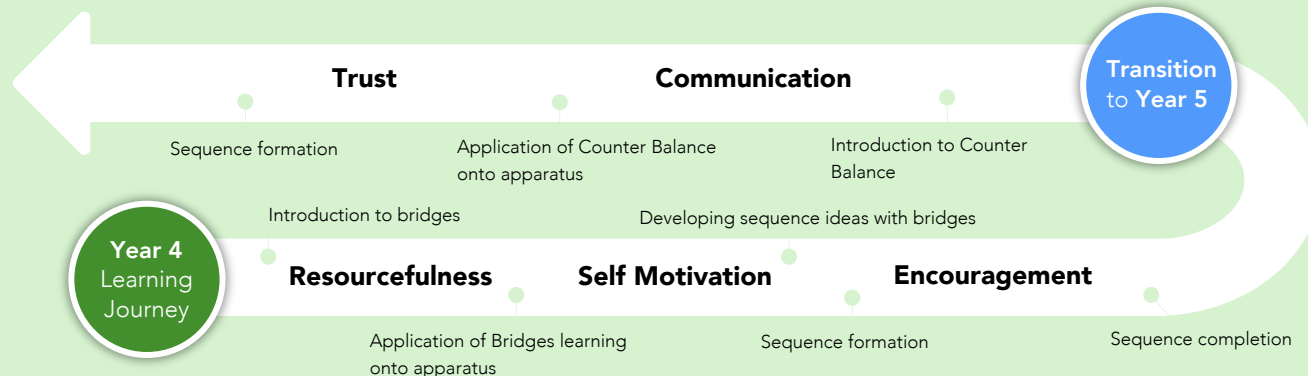 Trust
Communication
Transition
to Year 5
Sequence formation
Application of Counter Balance
onto apparatus
Introduction to Counter
Balance
Introduction to bridges
Developing sequence ideas with bridges
Year 4
Learning
Journey
Resourcefulness
Self Motivation
Encouragement
Application of Bridges learning
onto apparatus
Sequence formation
Sequence completion